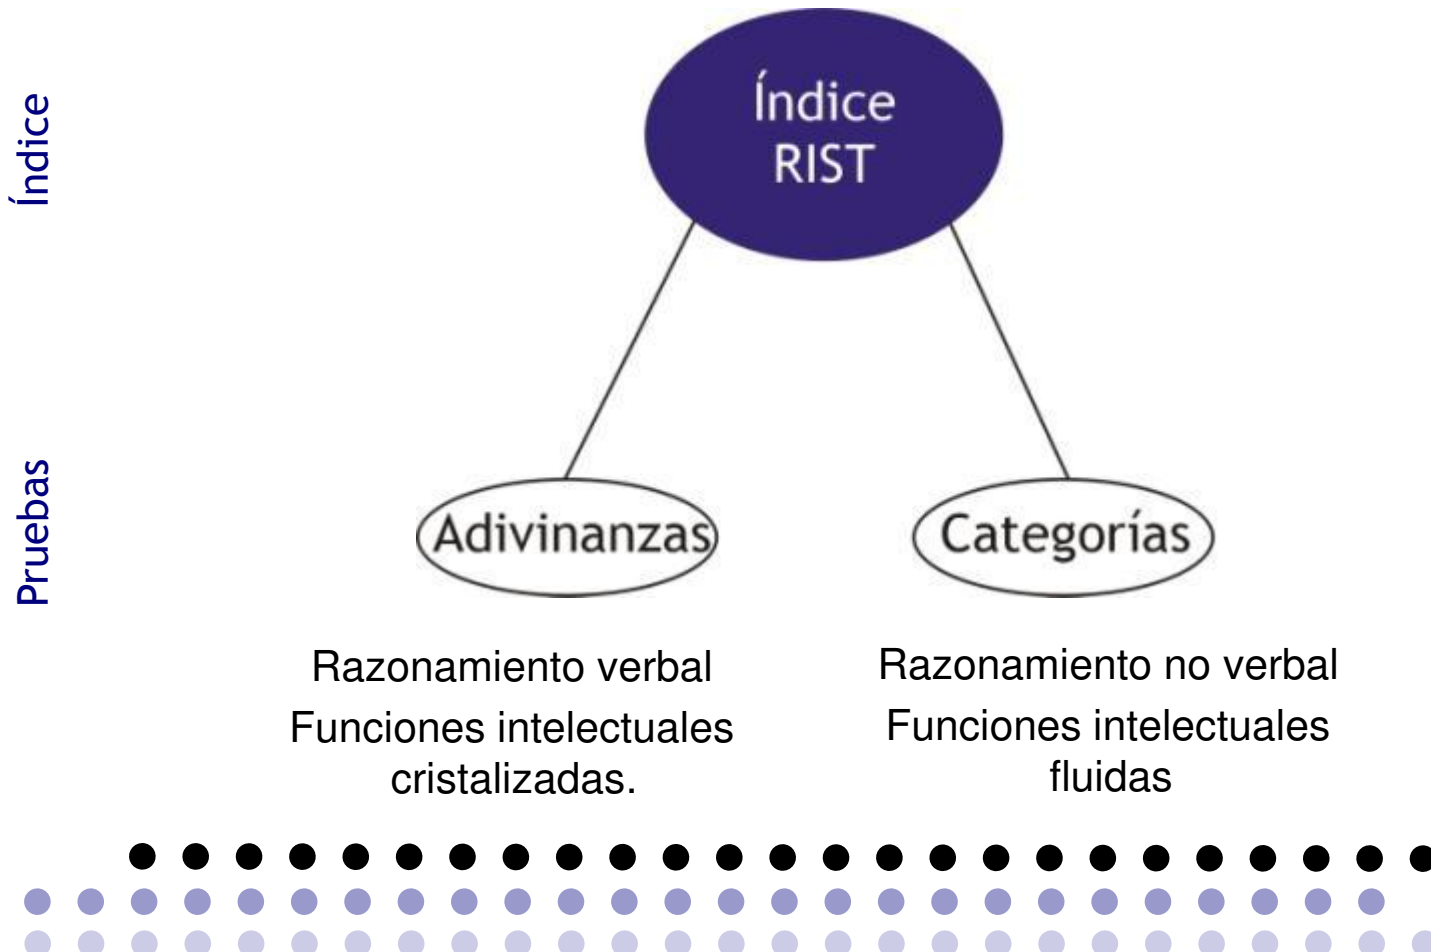 Índice
Índice
RIST
Pruebas
Adivinanzas
Categorías
Razonamiento verbal
Funciones intelectuales
cristalizadas.
Razonamiento no verbal
Funciones intelectuales
fluidas